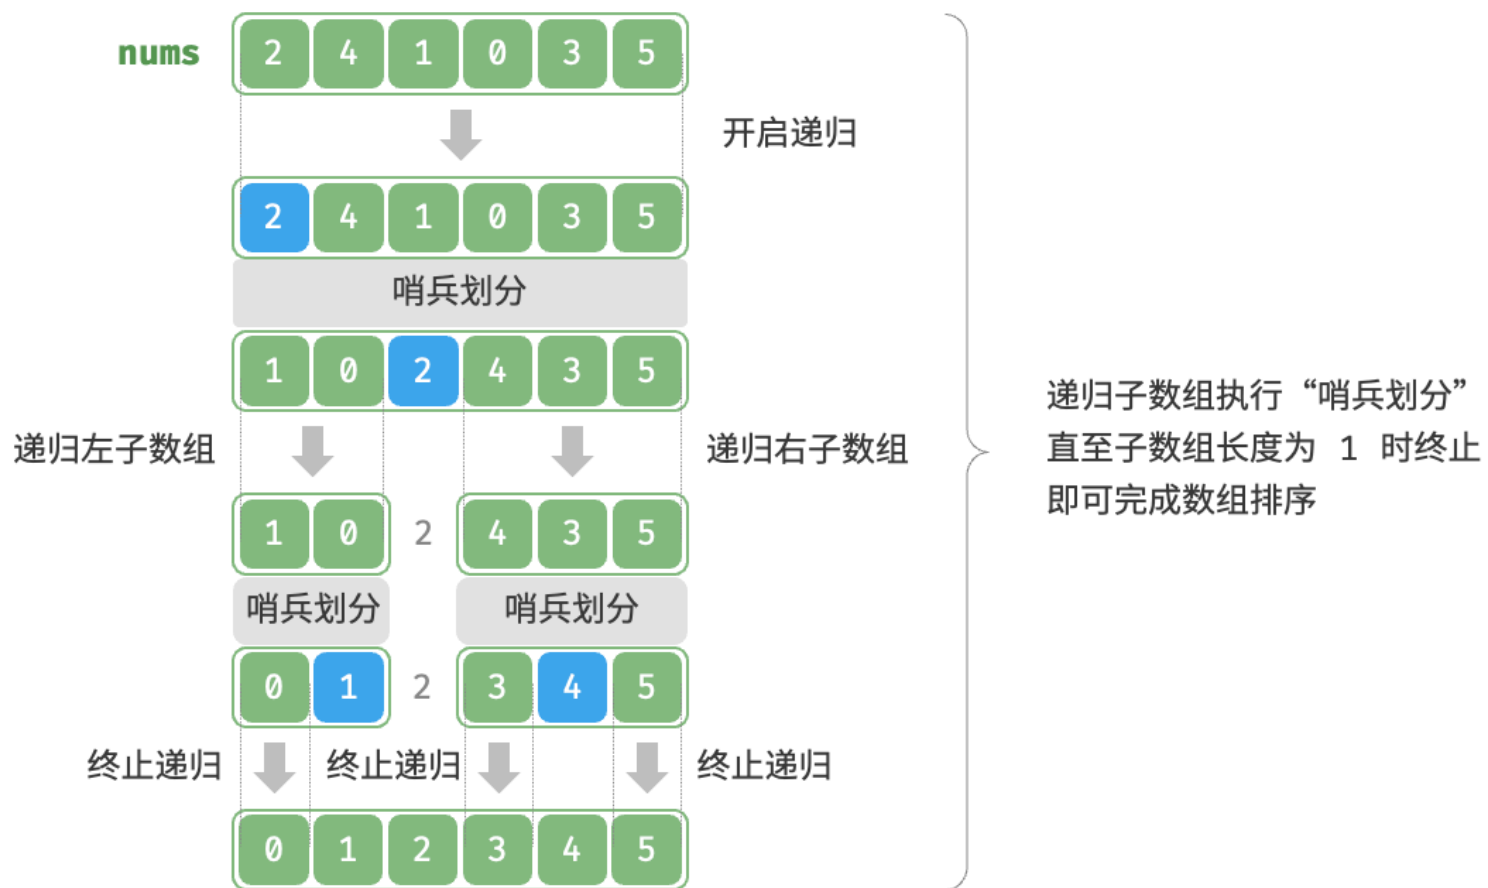 nums 2 4 1 0 3 5
开启递归
2 4 1 0 3 5
哨兵划分
1 0 2 4 3 5
递归左子数组 递归右子数组
1 0 2 4 3 5
哨兵划分 哨兵划分
0 1 2 3 4 5
终止递归 终止递归 终止递归
0 1 2 3 4 5
递归子数组执行“哨兵划分”
直至子数组长度为 1 时终止
即可完成数组排序